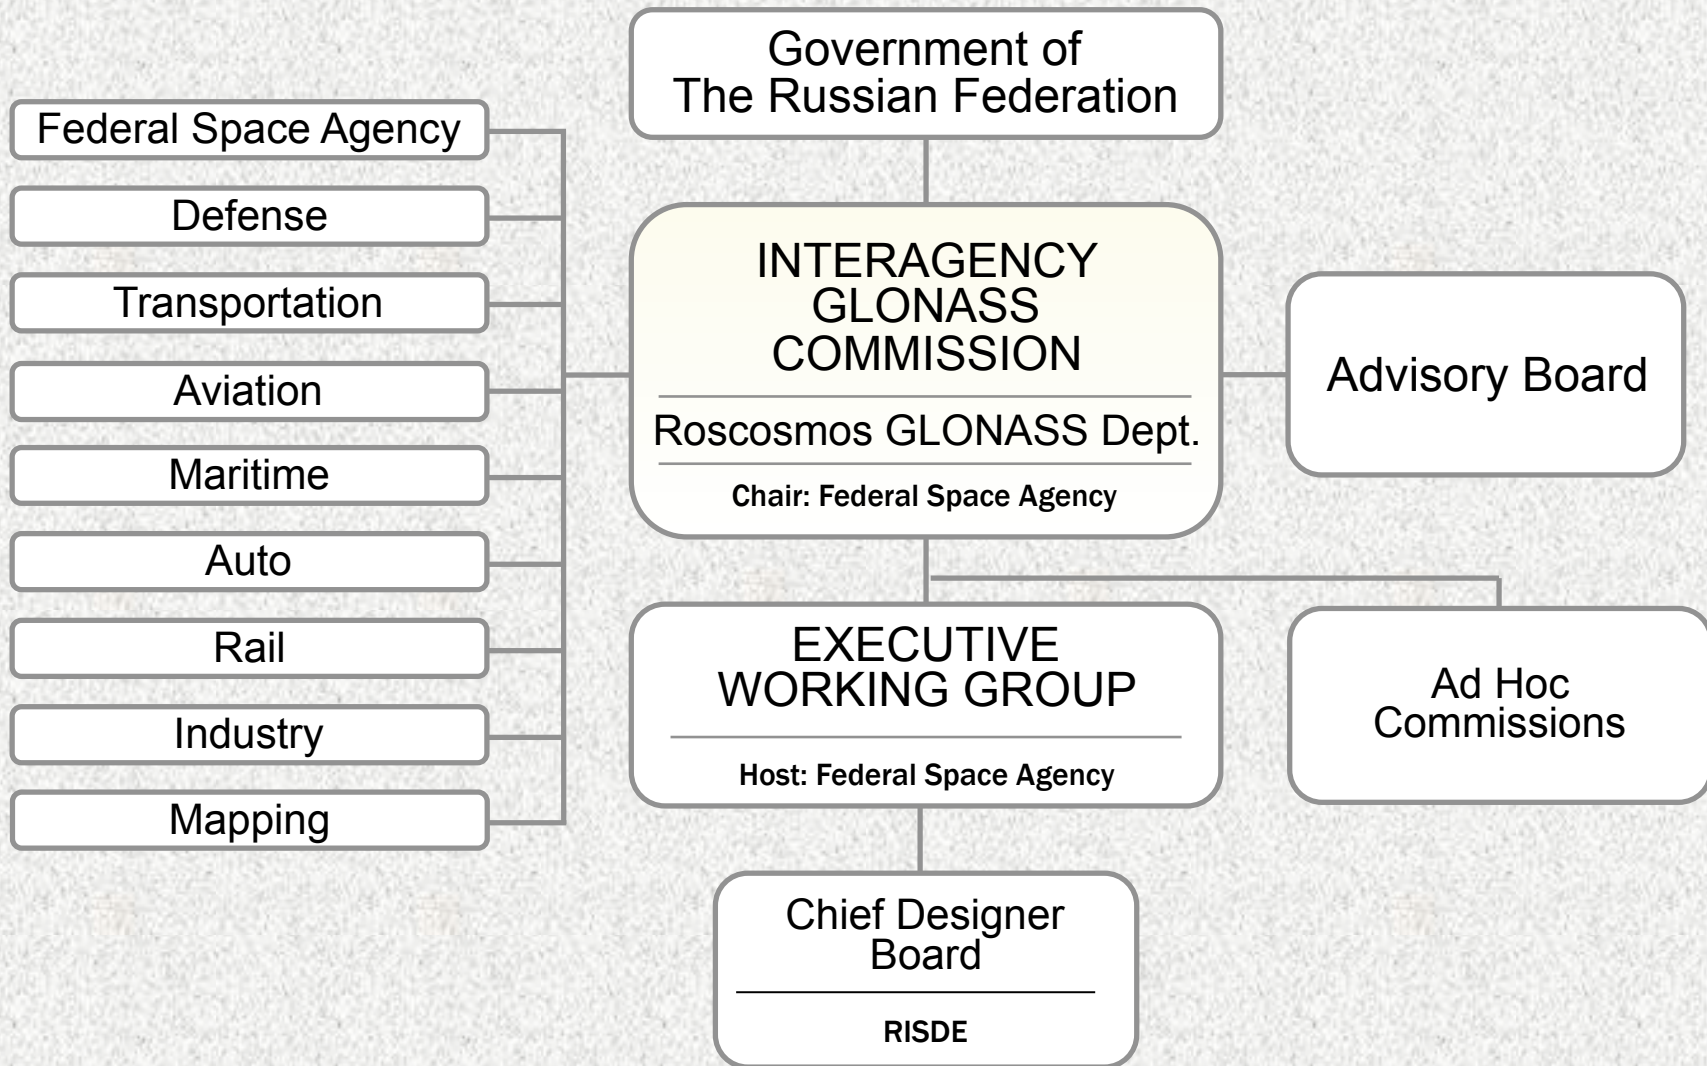 Government of
The Russian Federation
Federal Space Agency
Defense
Transportation
Aviation
Maritime
Auto
Rail
Industry
Mapping
INTERAGENCY
GLONASS
COMMISSION
Roscosmos GLONASS Dept.
Chair: Federal Space Agency
Advisory Board
EXECUTIVE
WORKING GROUP
Host: Federal Space Agency
Ad Hoc
Commissions
Chief Designer
Board
RISDE